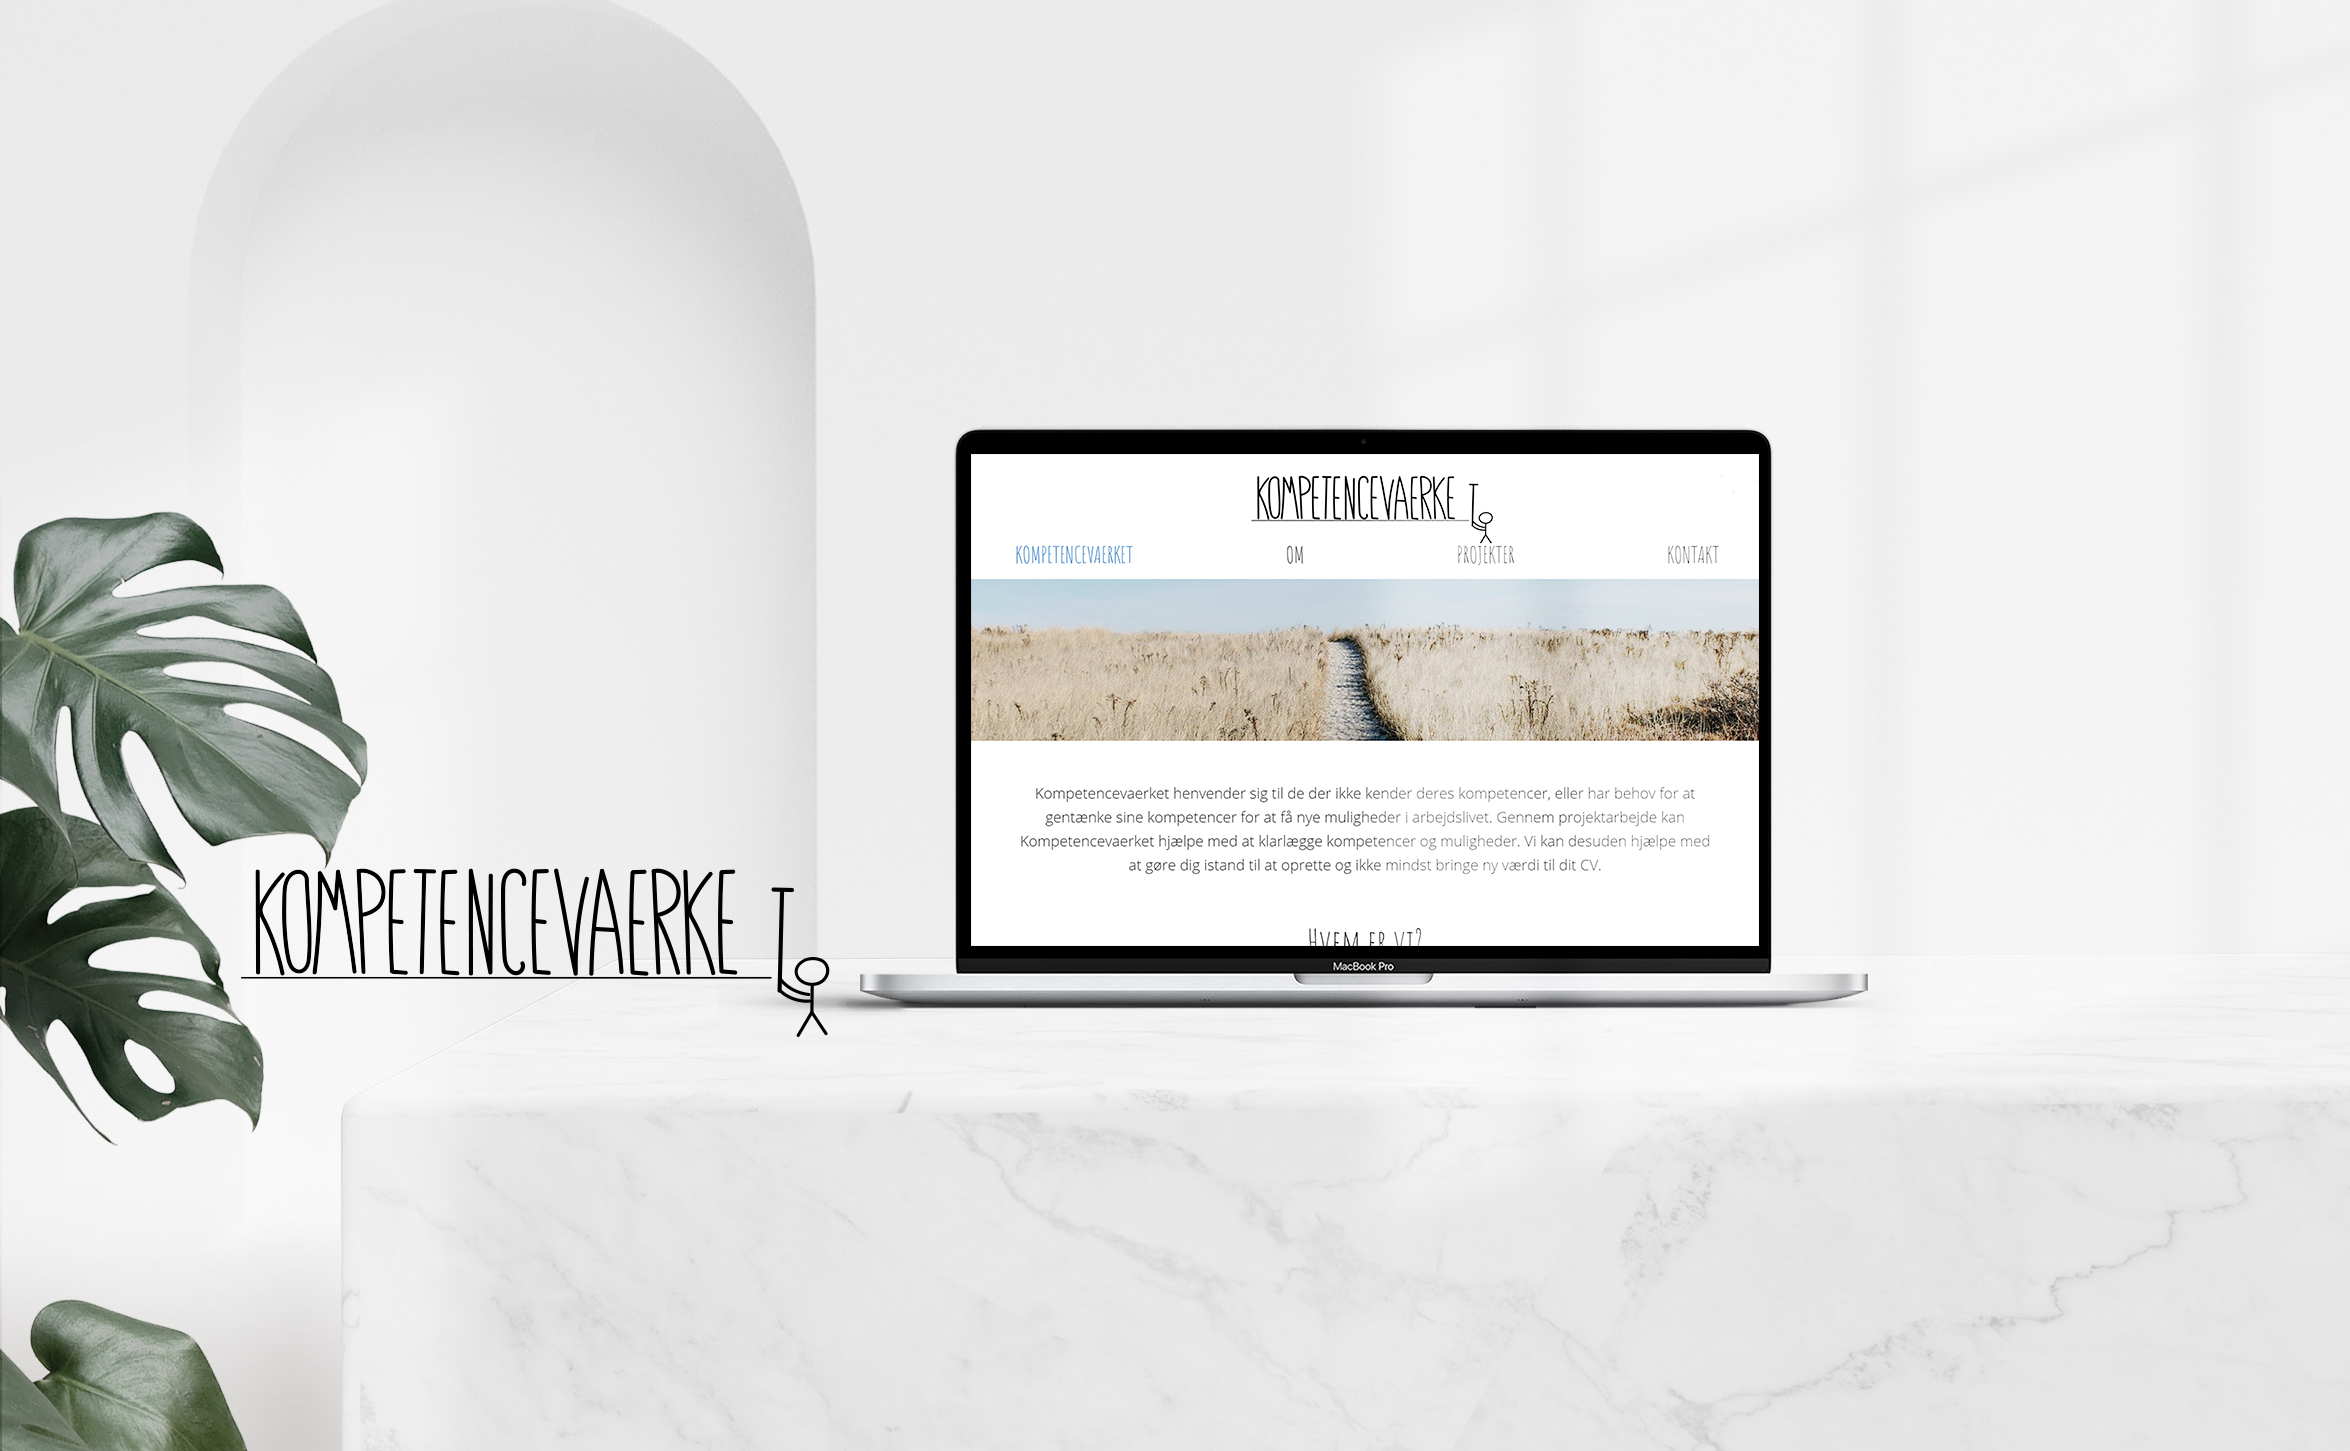 KOMPETENCEVAERKET
KOMPETENCEVAERKET OM PROJEKTER KONTAKT
Kompetencevaerket henvender sig til de der ikke kender deres kompetencer, eller har behov for at
gentænke sine kompetencer for at få nye muligheder i arbejdslivet. Gennem projektarbejde kan
Kompetencevaerket hjælpe med at klarlægge kompetencer og muligheder. Vi kan desuden hjælpe med
at gøre dig istand til at oprette og ikke mindst bringe ny værdi til dit CV.
Hvem er vi?
MacBook Pro
KOMPETENCEVAERKET